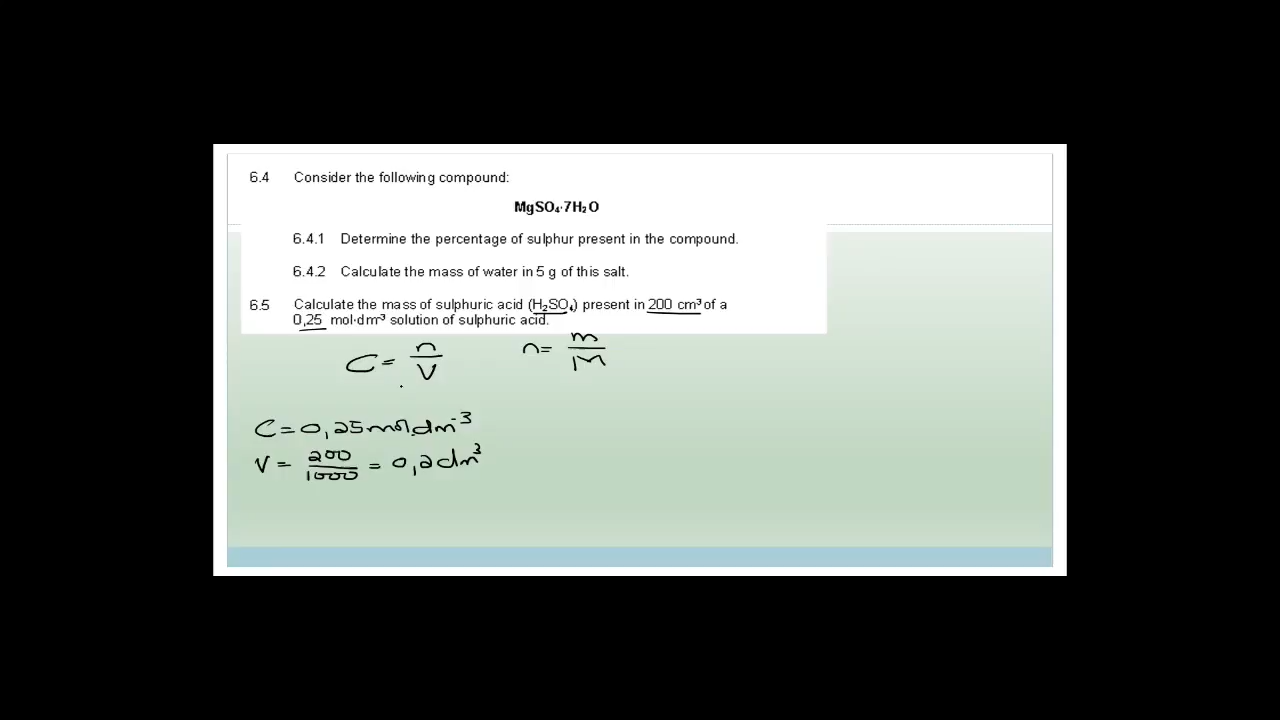 6.4 Consider the following compound:
MgSO₄·7H₂O
6.4.1 Determine the percentage of sulphur present in the compound.
6.4.2 Calculate the mass of water in 5 g of this salt.
6.5 Calculate the mass of sulphuric acid (H₂SO₄) present in 200 cm³ of a
0,25 mol·dm⁻³ solution of sulphuric acid.
C = n/V n = m/M
C = 0,25 mol.dm⁻³
V = 200/1000 = 0,2 dm³